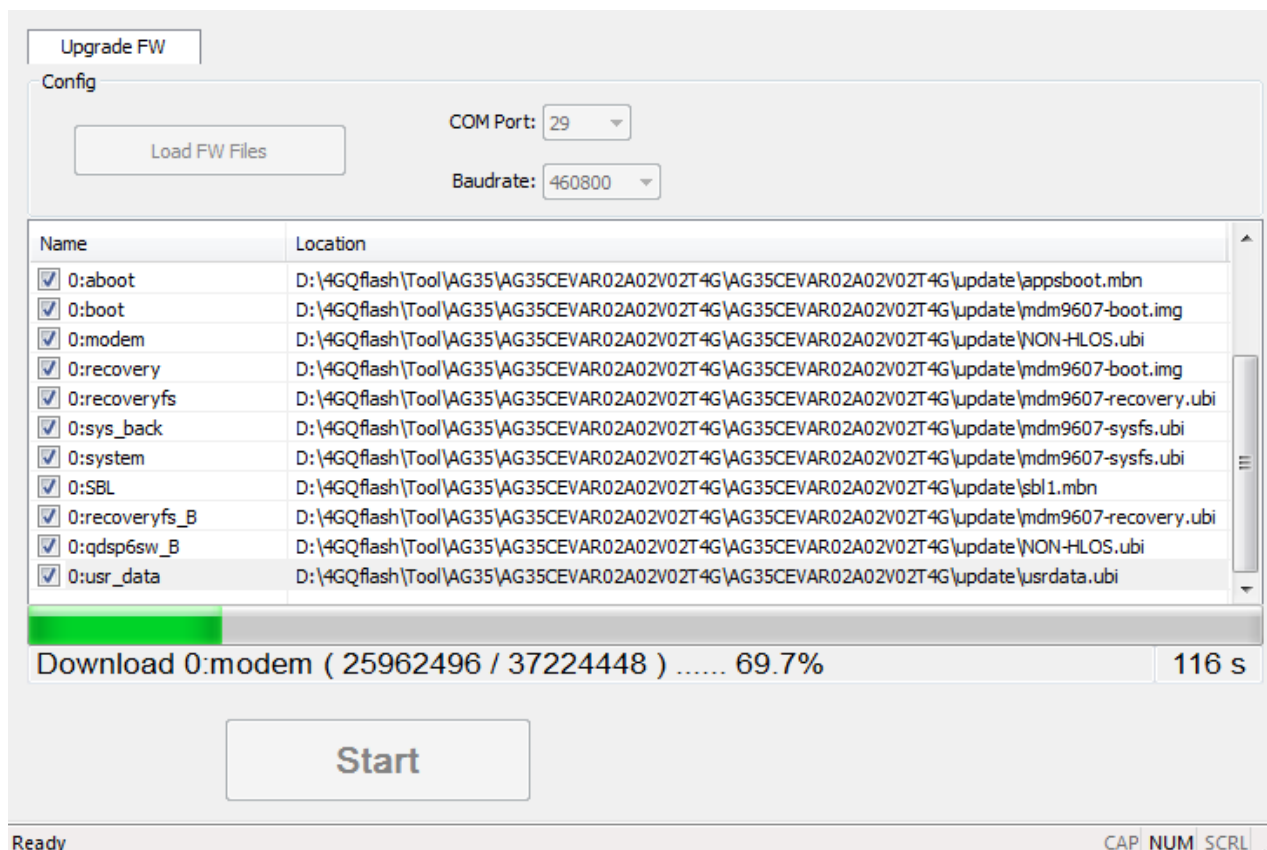 Upgrade FW
Config
Load FW Files
COM Port: 29
Baudrate: 460800
Name Location
0:aboot D:\4GQflash\Tool\AG35\AG35CEVAR02A02V02T4G\AG35CEVAR02A02V02T4G\update\appsboot.mbn
0:boot D:\4GQflash\Tool\AG35\AG35CEVAR02A02V02T4G\AG35CEVAR02A02V02T4G\update\mdm9607-boot.img
0:modem D:\4GQflash\Tool\AG35\AG35CEVAR02A02V02T4G\AG35CEVAR02A02V02T4G\update\NON-HLOS.ubi
0:recovery D:\4GQflash\Tool\AG35\AG35CEVAR02A02V02T4G\AG35CEVAR02A02V02T4G\update\mdm9607-boot.img
0:recoveryfs D:\4GQflash\Tool\AG35\AG35CEVAR02A02V02T4G\AG35CEVAR02A02V02T4G\update\mdm9607-recovery.ubi
0:sys_back D:\4GQflash\Tool\AG35\AG35CEVAR02A02V02T4G\AG35CEVAR02A02V02T4G\update\mdm9607-sysfs.ubi
0:system D:\4GQflash\Tool\AG35\AG35CEVAR02A02V02T4G\AG35CEVAR02A02V02T4G\update\mdm9607-sysfs.ubi
0:SBL D:\4GQflash\Tool\AG35\AG35CEVAR02A02V02T4G\AG35CEVAR02A02V02T4G\update\sbl1.mbn
0:recoveryfs_B D:\4GQflash\Tool\AG35\AG35CEVAR02A02V02T4G\AG35CEVAR02A02V02T4G\update\mdm9607-recovery.ubi
0:qdsp6sw_B D:\4GQflash\Tool\AG35\AG35CEVAR02A02V02T4G\AG35CEVAR02A02V02T4G\update\NON-HLOS.ubi
0:usr_data D:\4GQflash\Tool\AG35\AG35CEVAR02A02V02T4G\AG35CEVAR02A02V02T4G\update\usrdata.ubi
Download 0:modem ( 25962496 / 37224448 ) ...... 69.7% 116 s
Start
Ready CAP NUM SCRL